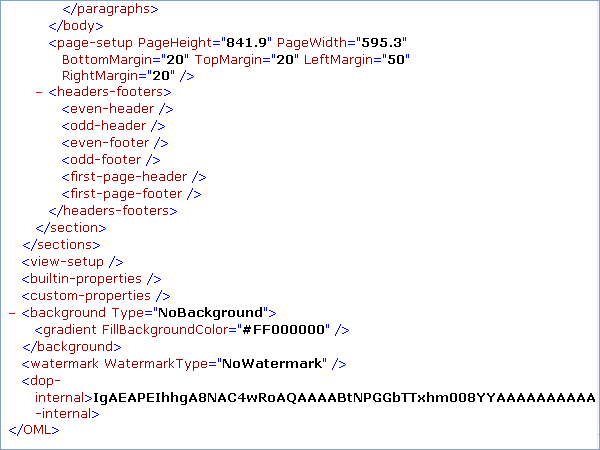 </paragraphs>
</body>
<page-setup PageHeight="841.9" PageWidth="595.3"
BottomMargin="20" TopMargin="20" LeftMargin="50"
RightMargin="20" />
– <headers-footers>
<even-header />
<odd-header />
<even-footer />
<odd-footer />
<first-page-header />
<first-page-footer />
</headers-footers>
</section>
</sections>
<view-setup />
<builtin-properties />
<custom-properties />
– <background Type="NoBackground">
<gradient FillBackgroundColor="#FF000000" />
</background>
<watermark WatermarkType="NoWatermark" />
<dop-
internal>IgAEAPEIhhgA8NAC4wRoAQAAAABtNPGGbTTxhm008YYAAAAAAAAAA
-internal>
</OML>